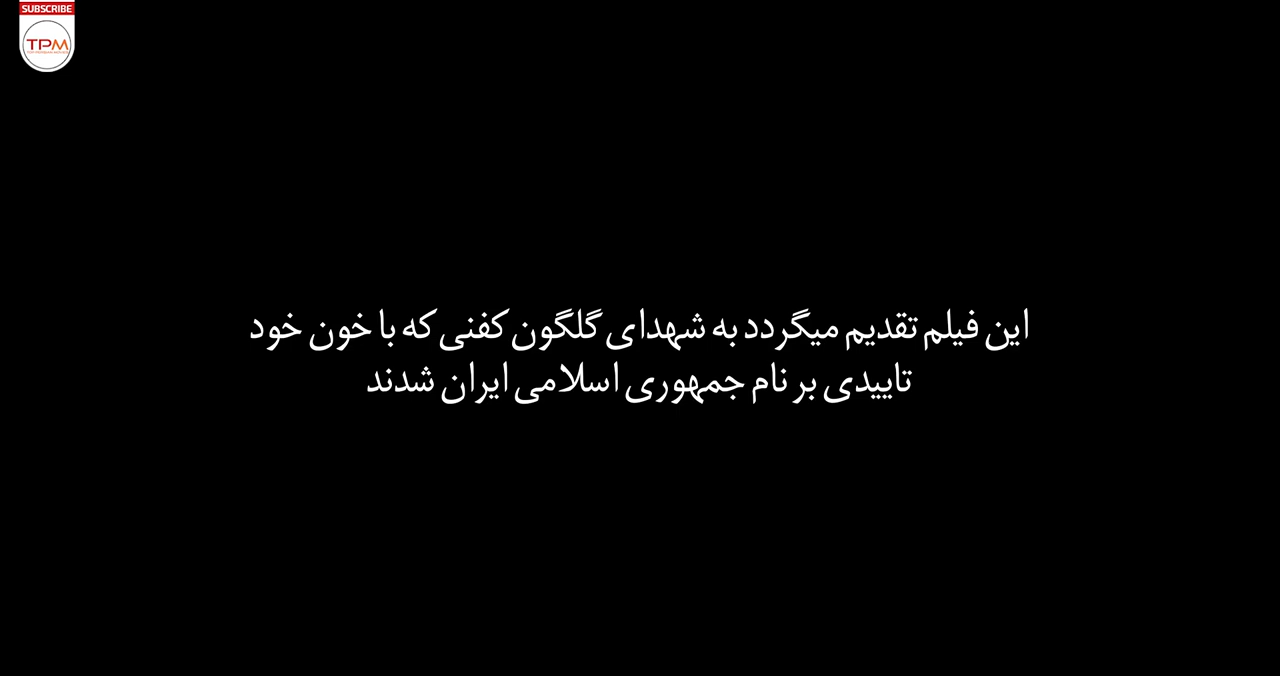 SUBSCRIBE
TPM
این فیلم تقدیم میگردد به شهدای گلگون کفنی که با خون خود
تاییدی بر نام جمهوری اسلامی ایران شدند